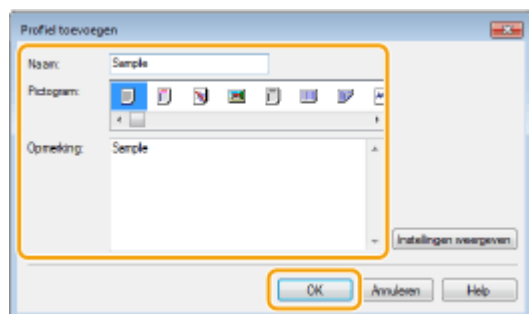 Profiel toevoegen
Naam: Sample
Pictogram:
Opmerking: Sample
Instellingen weergeven
OK Annuleren Help